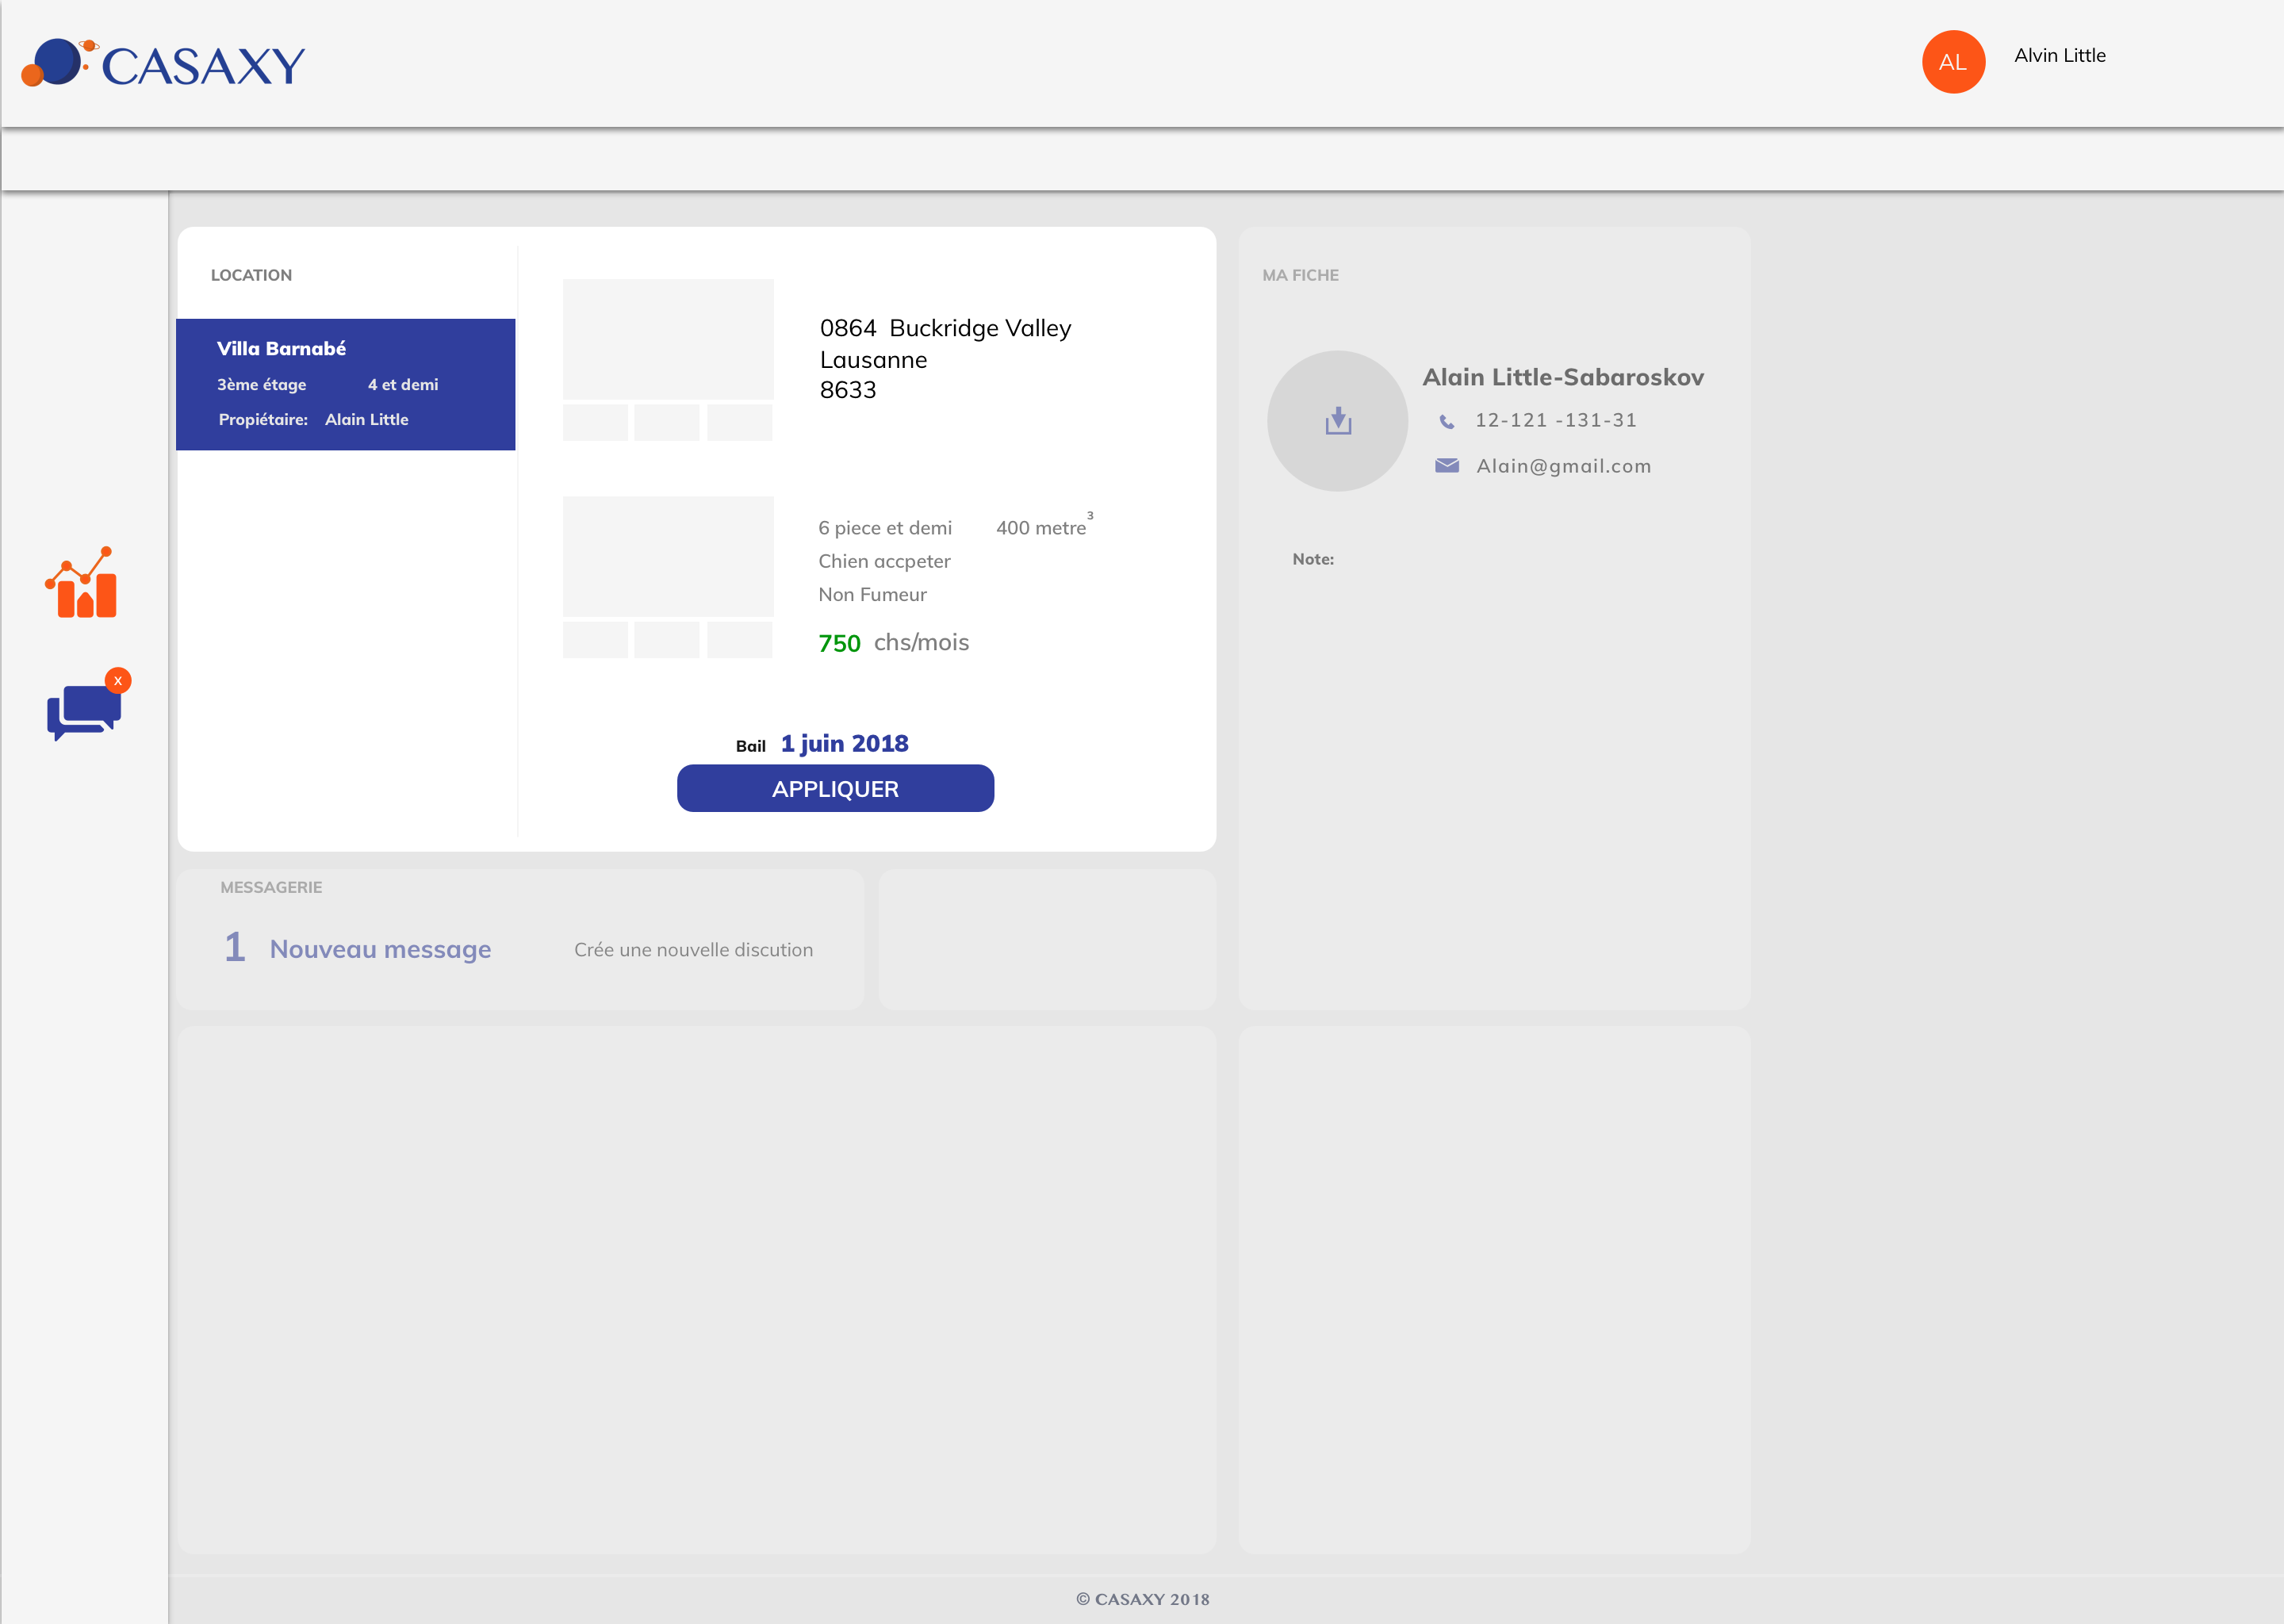 CASAXY
AL
Alvin Little
LOCATION
Villa Barnabé
3ème étage 4 et demi
Propiétaire: Alain Little
0864 Buckridge Valley
Lausanne
8633
6 piece et demi 400 metre³
Chien accpeter
Non Fumeur
750 chs/mois
Bail 1 juin 2018
APPLIQUER
MA FICHE
Alain Little-Sabaroskov
12-121 -131-31
Alain@gmail.com
Note:
X
MESSAGERIE
1 Nouveau message Crée une nouvelle discution
© CASAXY 2018